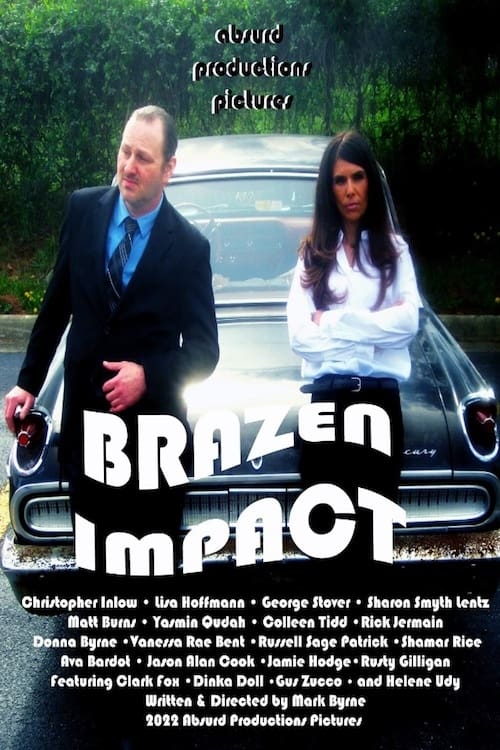 absurd
productions
pictures
cury
BRAZEN
IMPACT
Christopher Inlow • Lisa Hoffmann • George Stover • Sharon Smyth Lentz
Matt Burns • Yasmin Qudah • Colleen Tidd • Rick Jermain
Donna Byrne • Vanessa Rae Bent • Russell Sage Patrick • Shamar Rice
Ava Bardot • Jason Alan Cook • Jamie Hodge • Rusty Gilligan
Featuring Clark Fox • Dinka Doll • Gus Zucco • and Helene Udy
Written & Directed by Mark Byrne
2022 Absurd Productions Pictures